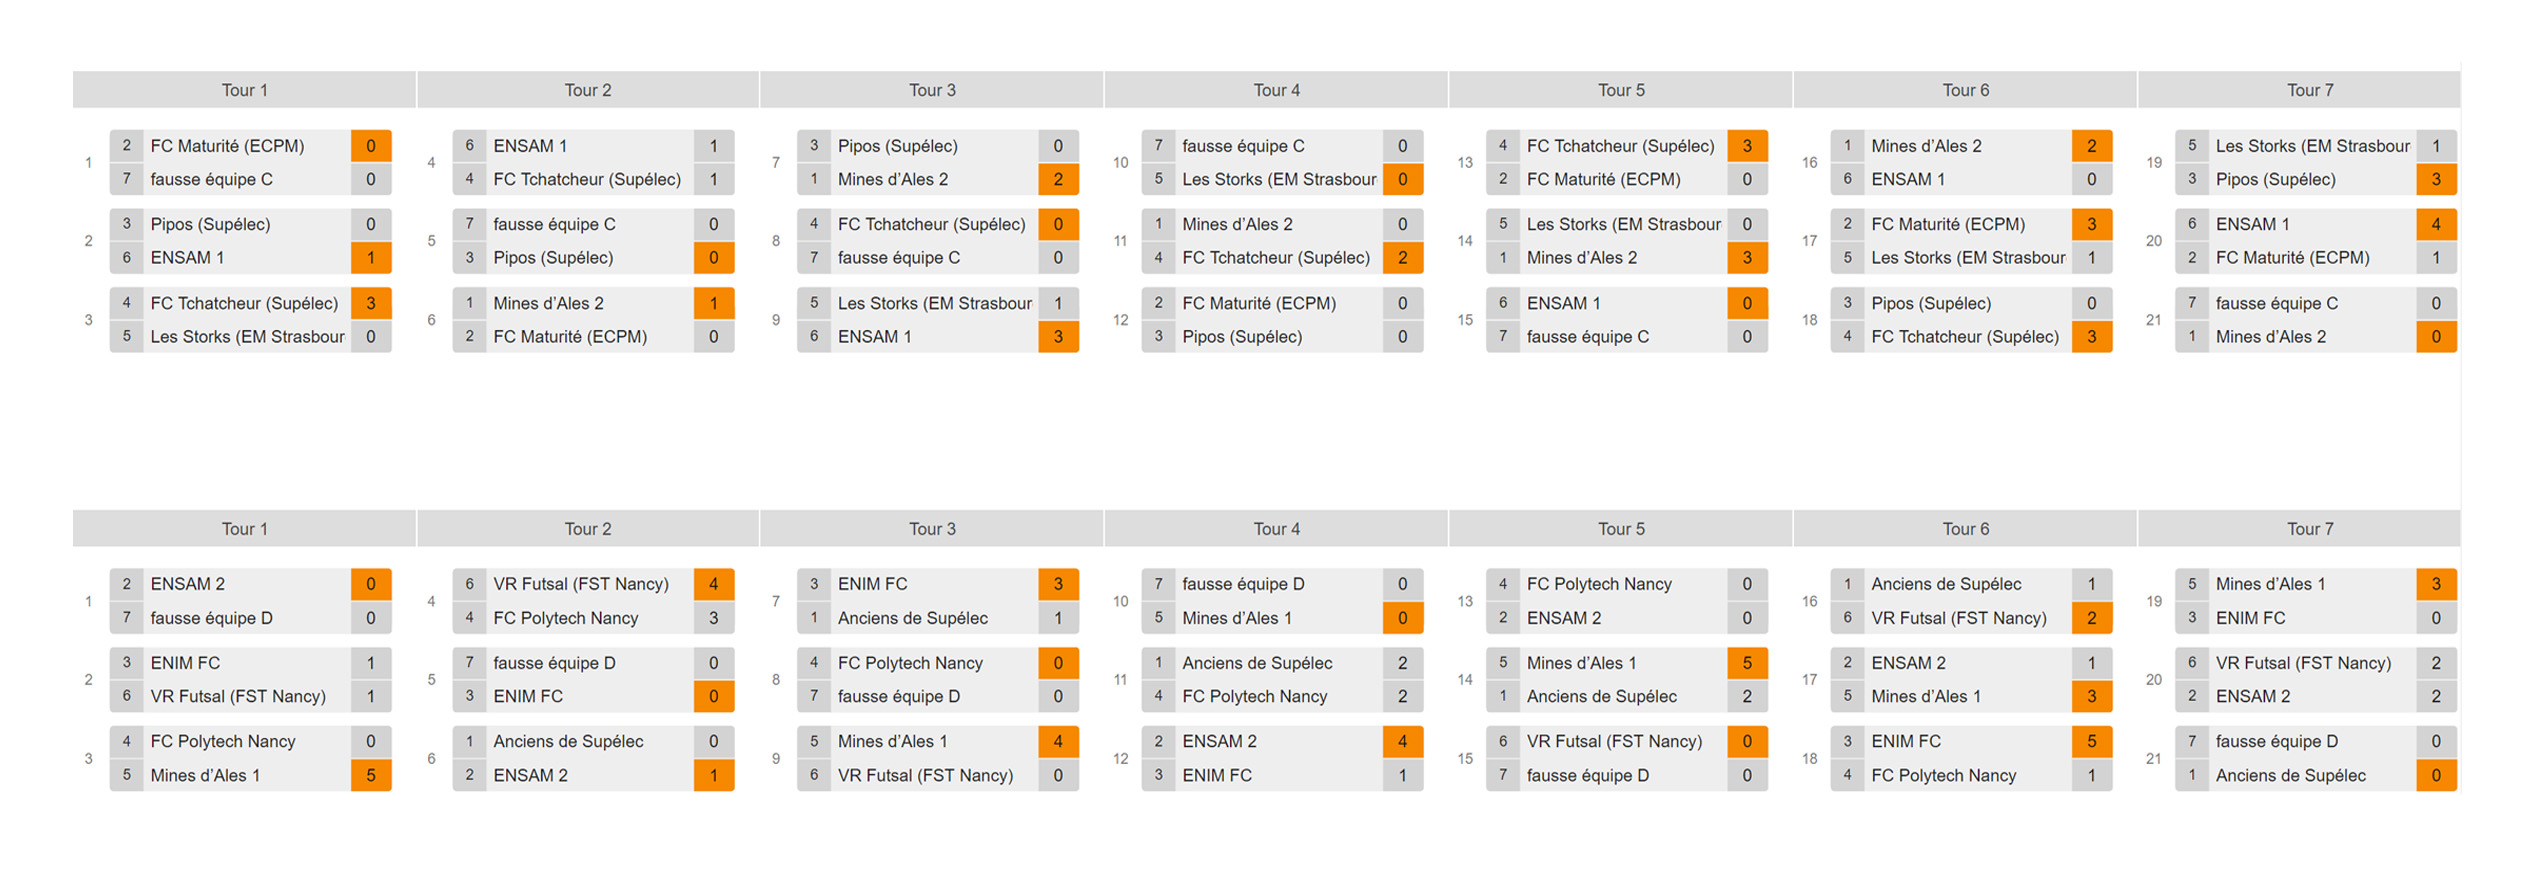 Tour 1 Tour 2 Tour 3 Tour 4 Tour 5 Tour 6 Tour 7
1
2 FC Maturité (ECPM) 0
7 fausse équipe C 0
2
3 Pipos (Supélec) 0
6 ENSAM 1 1
3
4 FC Tchatcheur (Supélec) 3
5 Les Storks (EM Strasbour 0
4
6 ENSAM 1 1
4 FC Tchatcheur (Supélec) 1
5
7 fausse équipe C 0
3 Pipos (Supélec) 0
6
1 Mines d’Ales 2 1
2 FC Maturité (ECPM) 0
7
3 Pipos (Supélec) 0
1 Mines d’Ales 2 2
8
4 FC Tchatcheur (Supélec) 0
7 fausse équipe C 0
9
5 Les Storks (EM Strasbour 1
6 ENSAM 1 3
10
7 fausse équipe C 0
5 Les Storks (EM Strasbour 0
11
1 Mines d’Ales 2 0
4 FC Tchatcheur (Supélec) 2
12
2 FC Maturité (ECPM) 0
3 Pipos (Supélec) 0
13
4 FC Tchatcheur (Supélec) 3
2 FC Maturité (ECPM) 0
14
5 Les Storks (EM Strasbour 0
1 Mines d’Ales 2 3
15
6 ENSAM 1 0
7 fausse équipe C 0
16
1 Mines d’Ales 2 2
6 ENSAM 1 0
17
2 FC Maturité (ECPM) 3
5 Les Storks (EM Strasbour 1
18
3 Pipos (Supélec) 0
4 FC Tchatcheur (Supélec) 3
19
5 Les Storks (EM Strasbour 1
3 Pipos (Supélec) 3
20
6 ENSAM 1 4
2 FC Maturité (ECPM) 1
21
7 fausse équipe C 0
1 Mines d’Ales 2 0
Tour 1 Tour 2 Tour 3 Tour 4 Tour 5 Tour 6 Tour 7
1
2 ENSAM 2 0
7 fausse équipe D 0
2
3 ENIM FC 1
6 VR Futsal (FST Nancy) 1
3
4 FC Polytech Nancy 0
5 Mines d’Ales 1 5
4
6 VR Futsal (FST Nancy) 4
4 FC Polytech Nancy 3
5
7 fausse équipe D 0
3 ENIM FC 0
6
1 Anciens de Supélec 0
2 ENSAM 2 1
7
3 ENIM FC 3
1 Anciens de Supélec 1
8
4 FC Polytech Nancy 0
7 fausse équipe D 0
9
5 Mines d’Ales 1 4
6 VR Futsal (FST Nancy) 0
10
7 fausse équipe D 0
5 Mines d’Ales 1 0
11
1 Anciens de Supélec 2
4 FC Polytech Nancy 2
12
2 ENSAM 2 4
3 ENIM FC 1
13
4 FC Polytech Nancy 0
2 ENSAM 2 0
14
5 Mines d’Ales 1 5
1 Anciens de Supélec 2
15
6 VR Futsal (FST Nancy) 0
7 fausse équipe D 0
16
1 Anciens de Supélec 1
6 VR Futsal (FST Nancy) 2
17
2 ENSAM 2 1
5 Mines d’Ales 1 3
18
3 ENIM FC 5
4 FC Polytech Nancy 1
19
5 Mines d’Ales 1 3
3 ENIM FC 0
20
6 VR Futsal (FST Nancy) 2
2 ENSAM 2 2
21
7 fausse équipe D 0
1 Anciens de Supélec 0